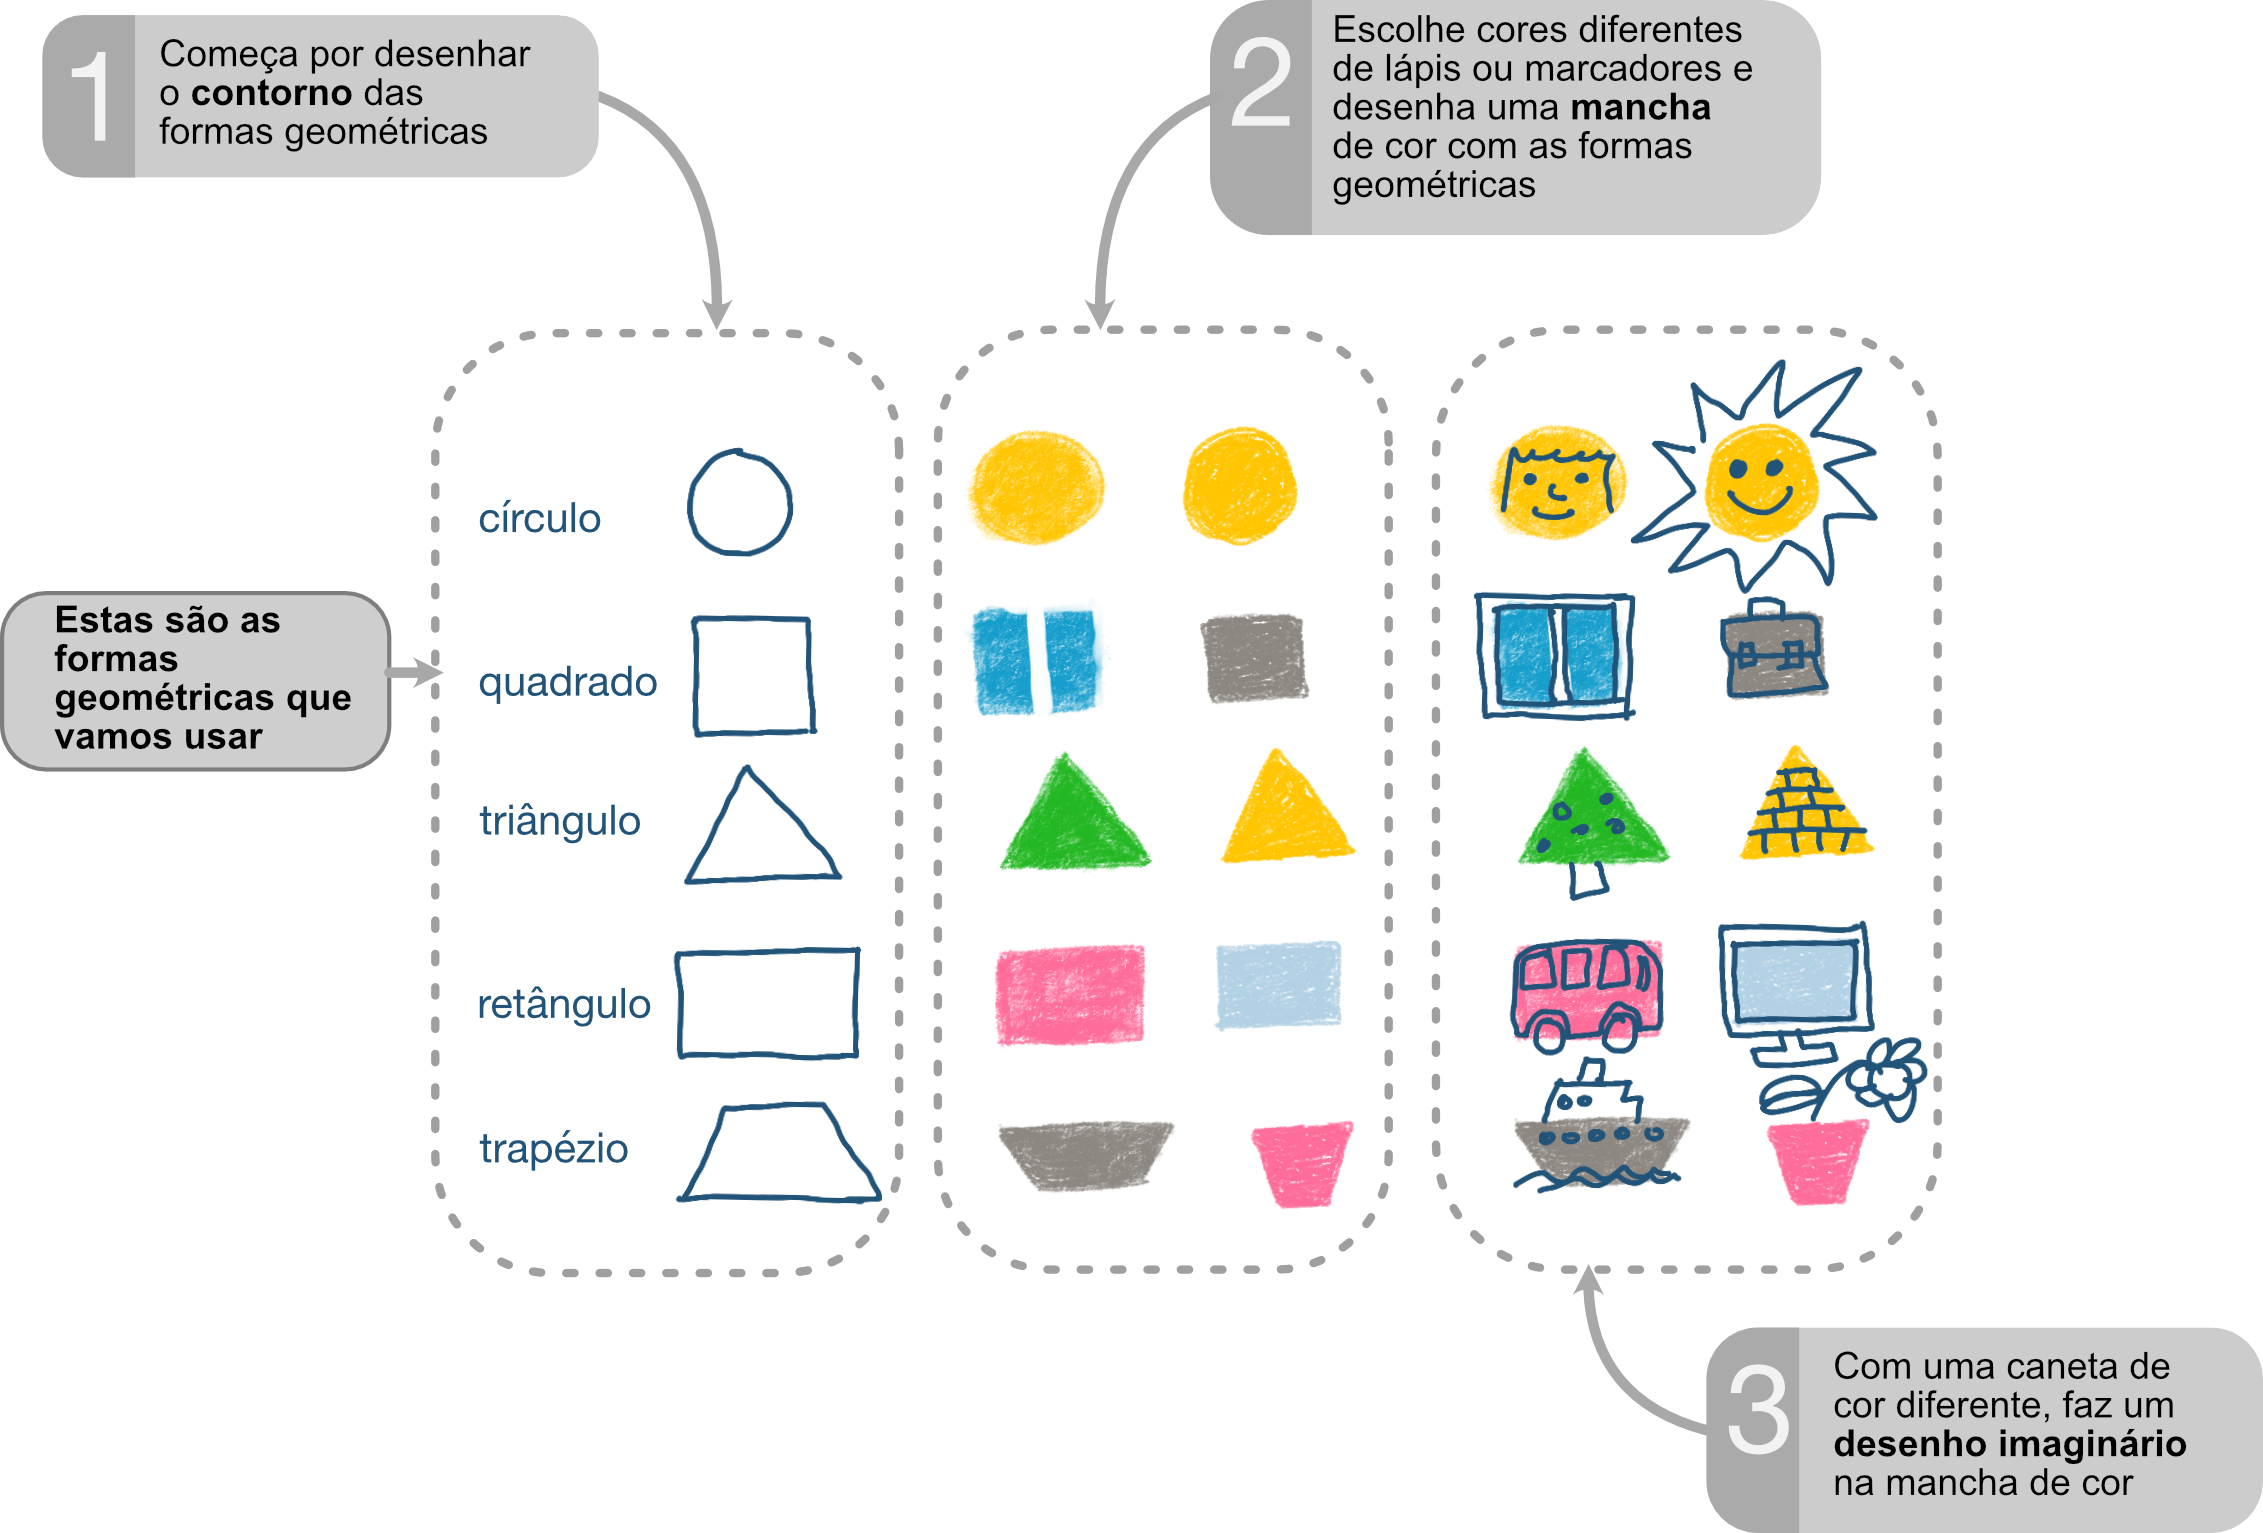 1
Começa por desenhar
o contorno das
formas geométricas
2
Escolhe cores diferentes
de lápis ou marcadores e
desenha uma mancha
de cor com as formas
geométricas
Estas são as
formas
geométricas que
vamos usar
círculo
quadrado
triângulo
retângulo
trapézio
3
Com uma caneta de
cor diferente, faz um
desenho imaginário
na mancha de cor